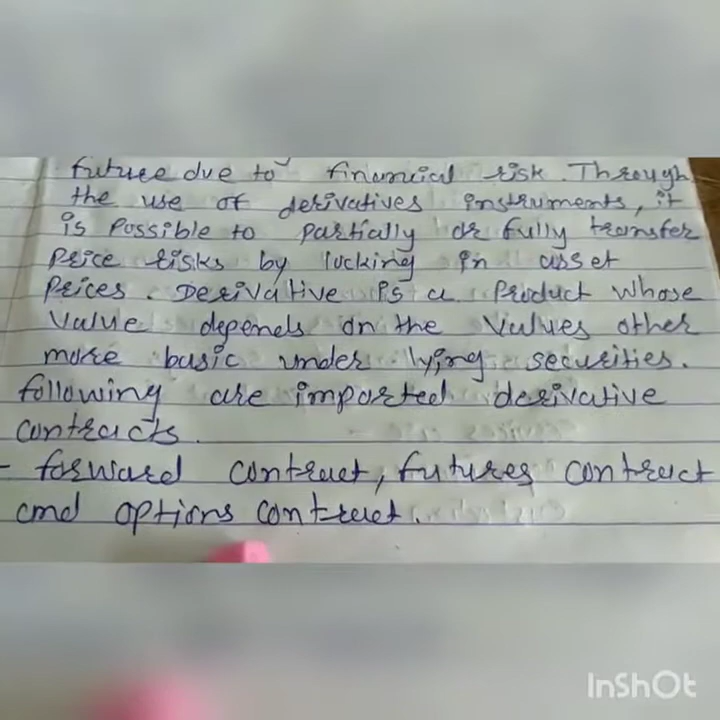 future due to financial risk. Through
the use of derivatives instruments, it
is Possible to partially or fully transfer
Price risks by locking in asset
Prices. Derivative is a Product whose
Value depends on the Values other
more basic under lying securities.
following are imported derivative
contracts.
- forward contract, futures contract
and options contract.
InShOt